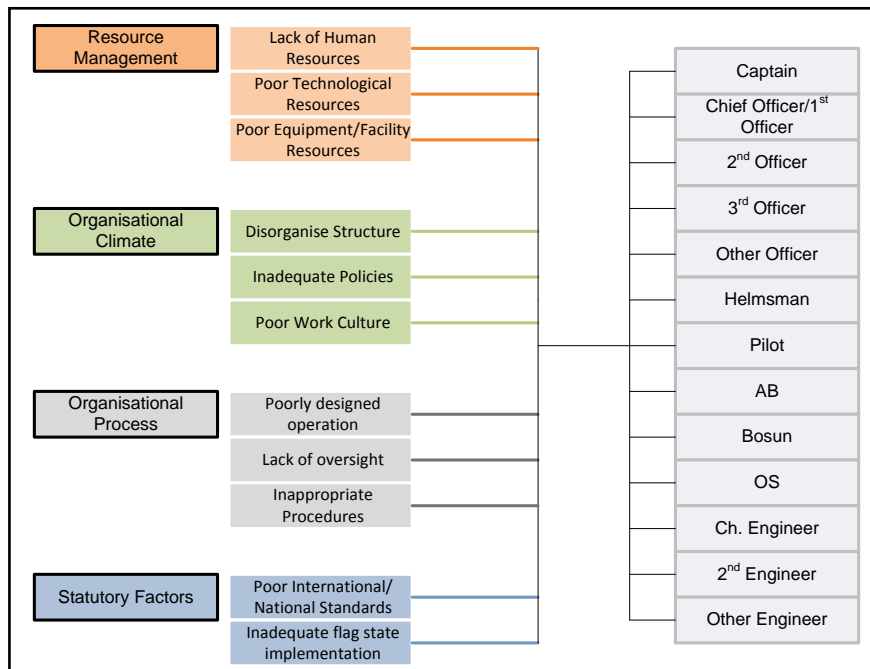 Resource
Management
Lack of Human
Resources
Poor Technological
Resources
Poor Equipment/Facility
Resources
Organisational
Climate
Disorganise Structure
Inadequate Policies
Poor Work Culture
Organisational
Process
Poorly designed
operation
Lack of oversight
Inappropriate
Procedures
Statutory Factors
Poor International/
National Standards
Inadequate flag state
implementation
Captain
Chief Officer/1st
Officer
2nd Officer
3rd Officer
Other Officer
Helmsman
Pilot
AB
Bosun
OS
Ch. Engineer
2nd Engineer
Other Engineer